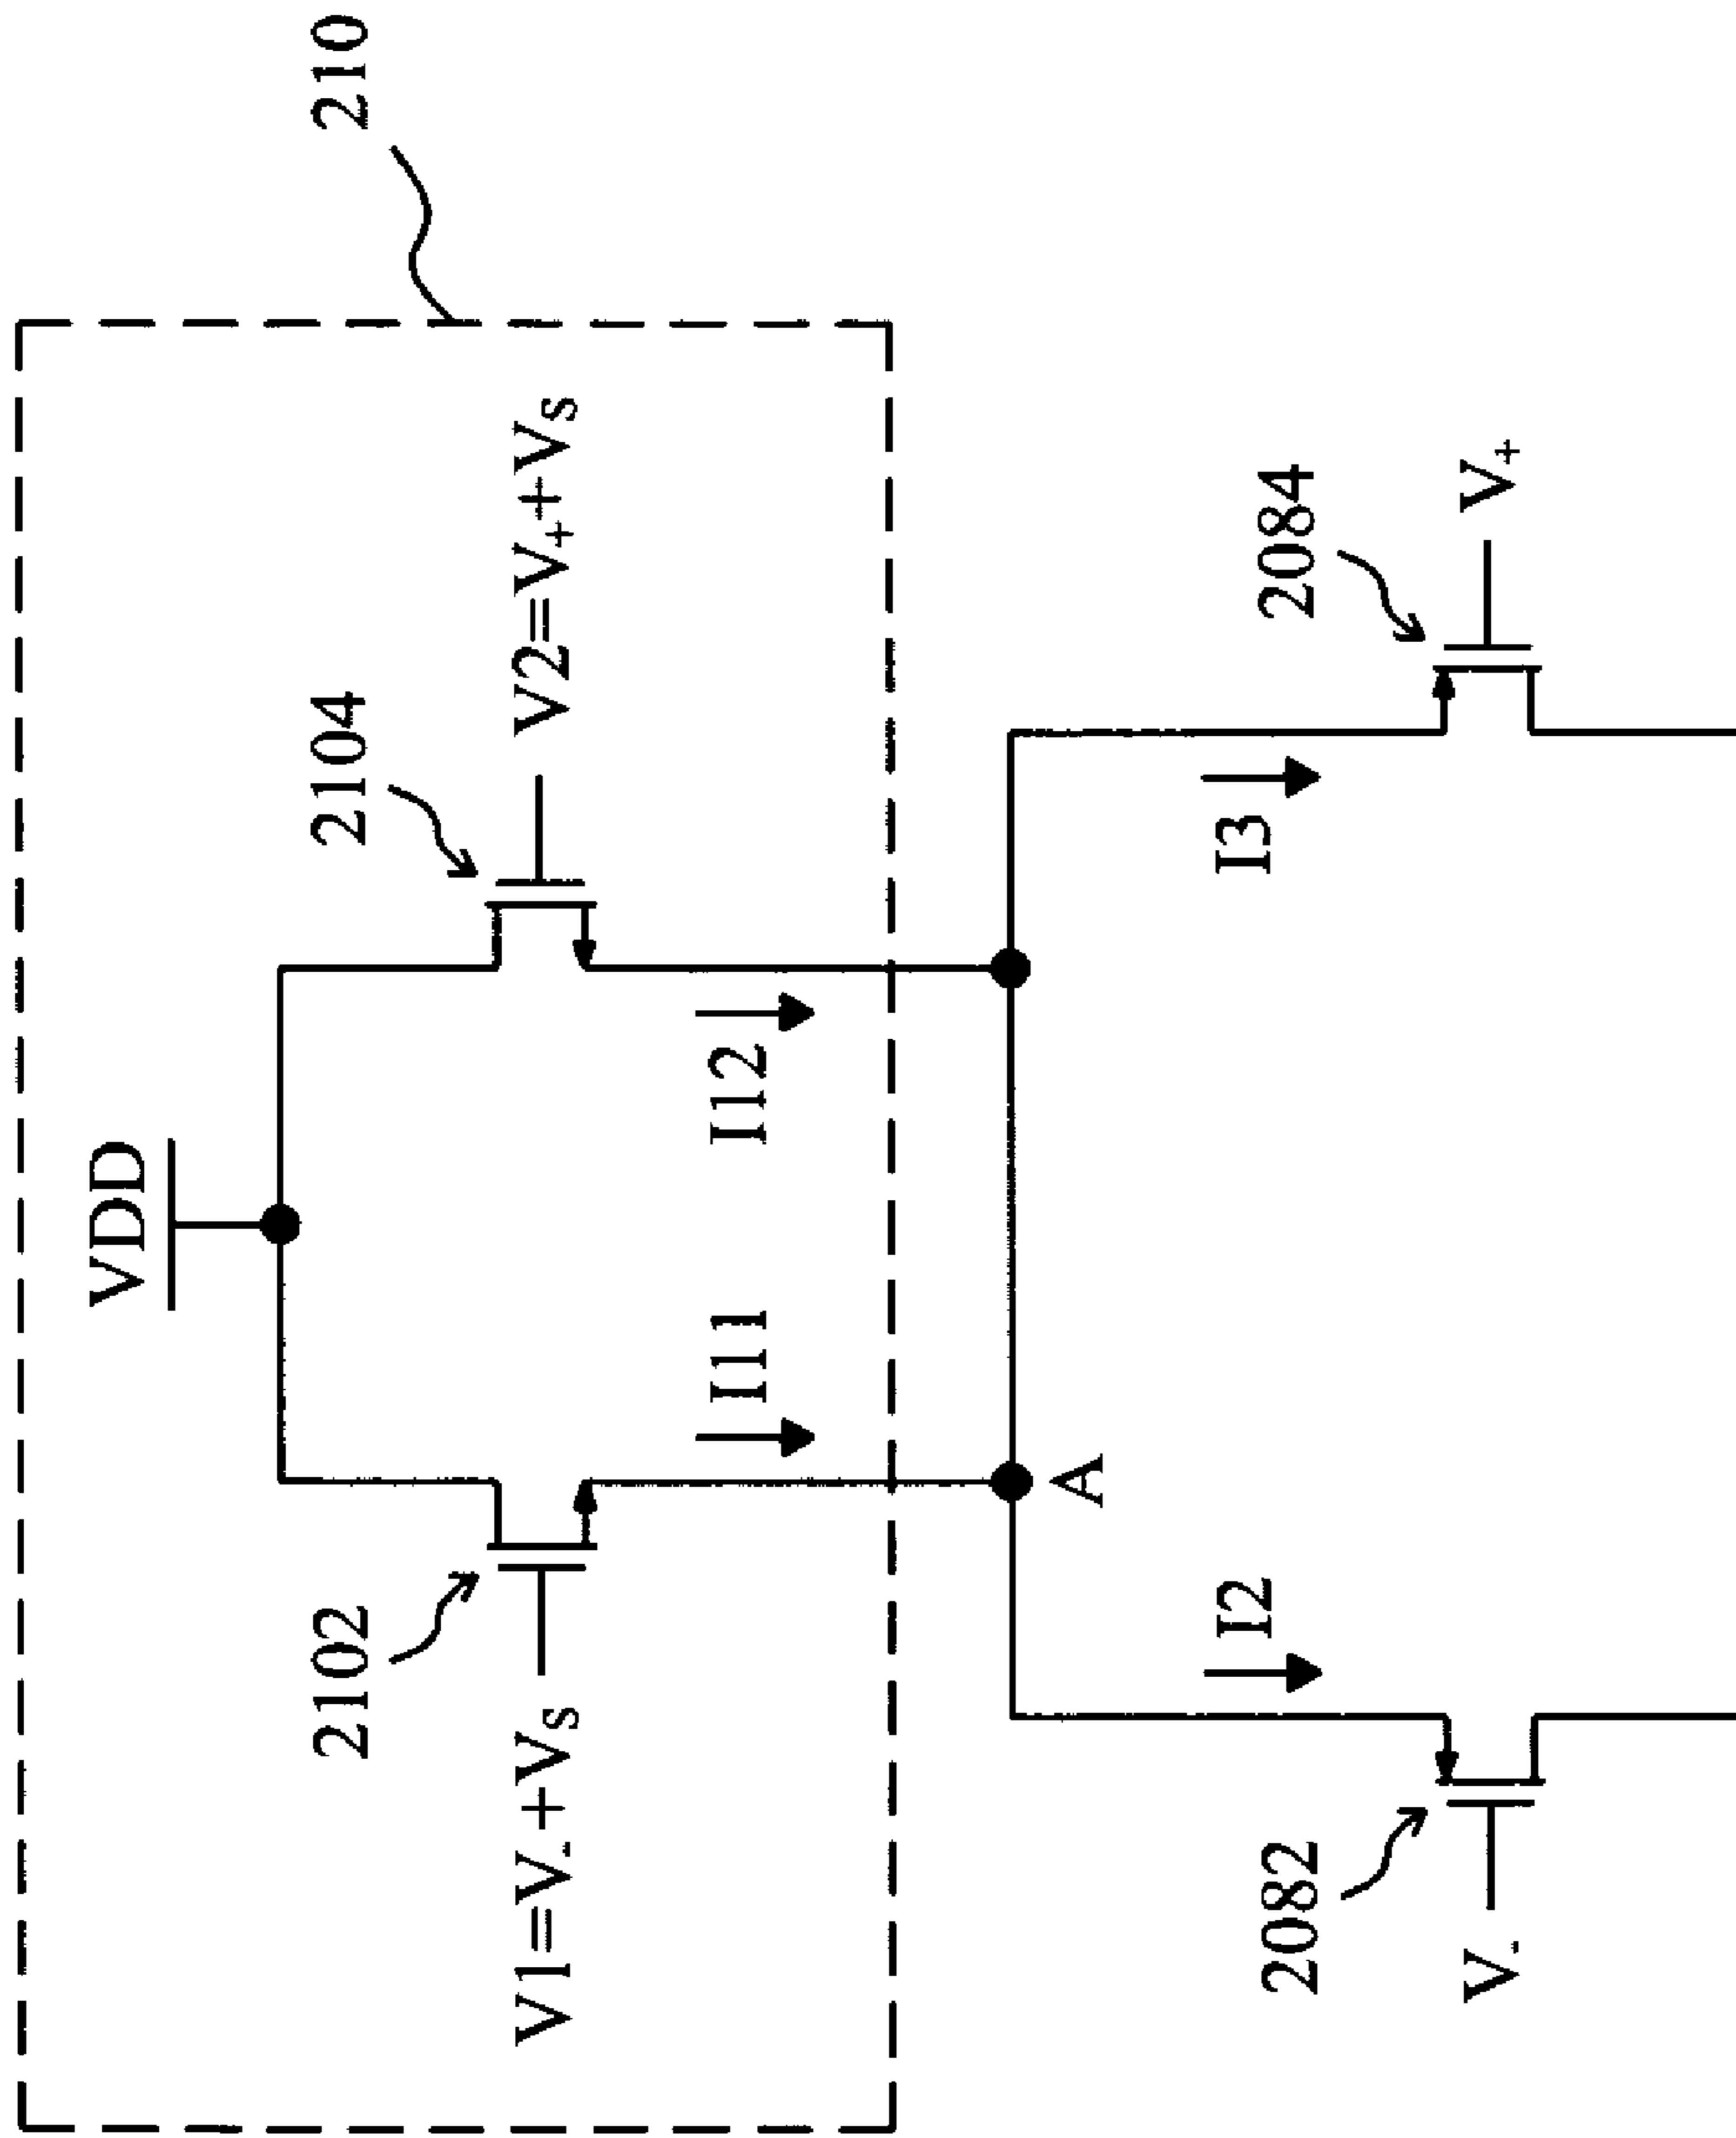 210
VDD
2102
2104
V1=V-+VS
V2=V++VS
I11
I12
A
I2
I3
2082
2084
V-
V+